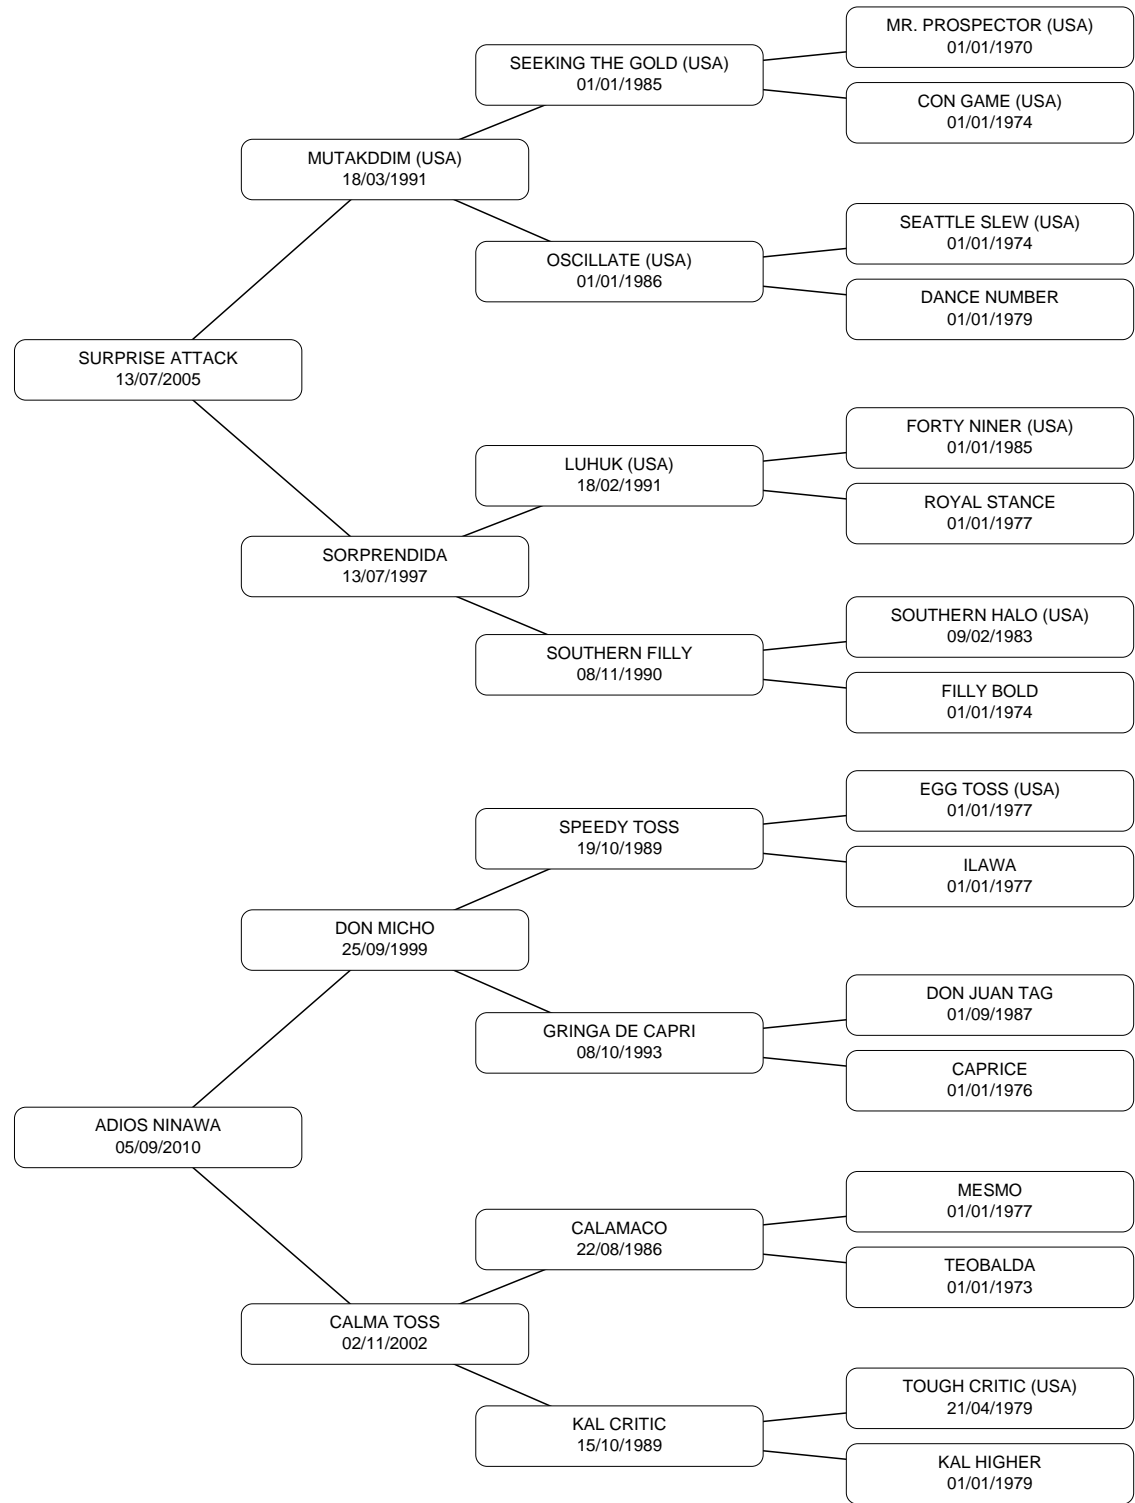 MR. PROSPECTOR (USA)
01/01/1970
SEEKING THE GOLD (USA)
01/01/1985
CON GAME (USA)
01/01/1974
MUTAKDDIM (USA)
18/03/1991
SEATTLE SLEW (USA)
01/01/1974
OSCILLATE (USA)
01/01/1986
DANCE NUMBER
01/01/1979
SURPRISE ATTACK
13/07/2005
FORTY NINER (USA)
01/01/1985
LUHUK (USA)
18/02/1991
ROYAL STANCE
01/01/1977
SORPRENDIDA
13/07/1997
SOUTHERN HALO (USA)
09/02/1983
SOUTHERN FILLY
08/11/1990
FILLY BOLD
01/01/1974
EGG TOSS (USA)
01/01/1977
SPEEDY TOSS
19/10/1989
ILAWA
01/01/1977
DON MICHO
25/09/1999
DON JUAN TAG
01/09/1987
GRINGA DE CAPRI
08/10/1993
CAPRICE
01/01/1976
ADIOS NINAWA
05/09/2010
MESMO
01/01/1977
CALAMACO
22/08/1986
TEOBALDA
01/01/1973
CALMA TOSS
02/11/2002
TOUGH CRITIC (USA)
21/04/1979
KAL CRITIC
15/10/1989
KAL HIGHER
01/01/1979